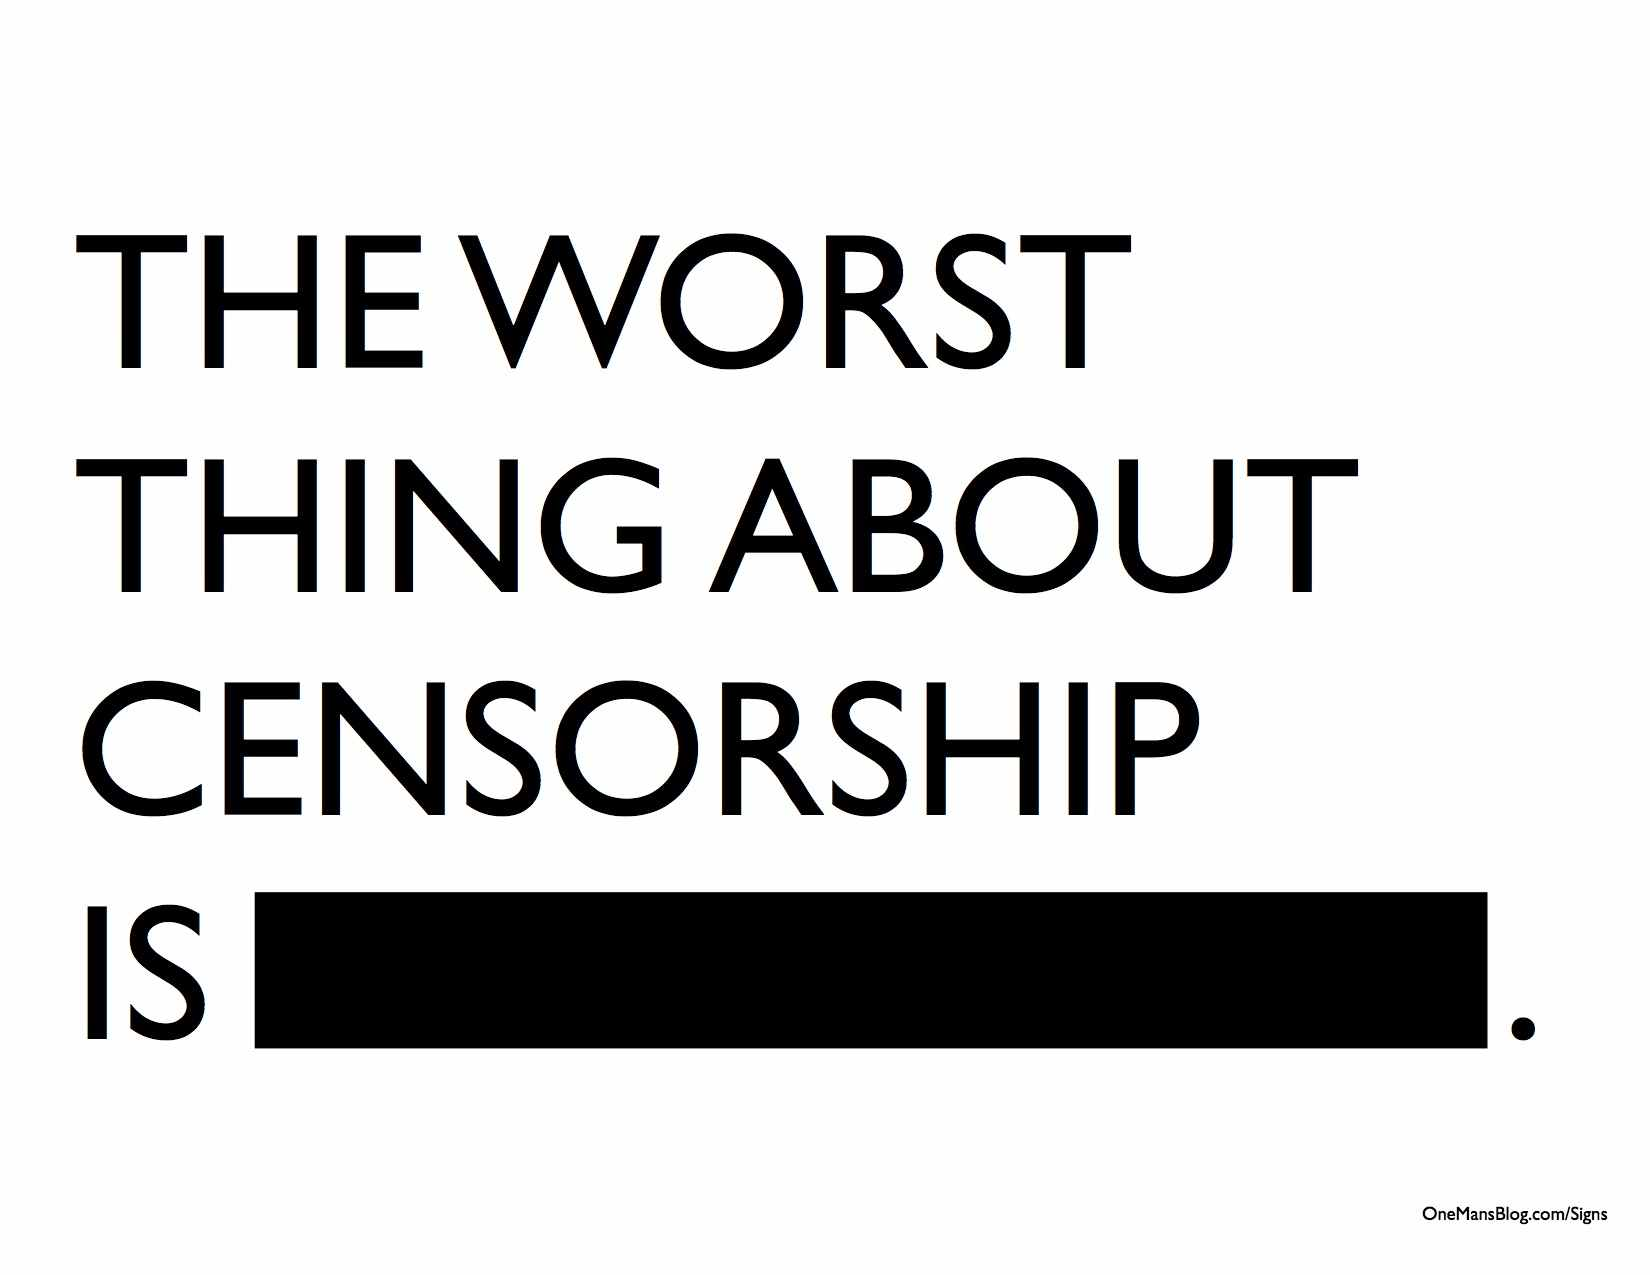 THE WORST
THING ABOUT
CENSORSHIP
IS .
OneMansBlog.com/Signs